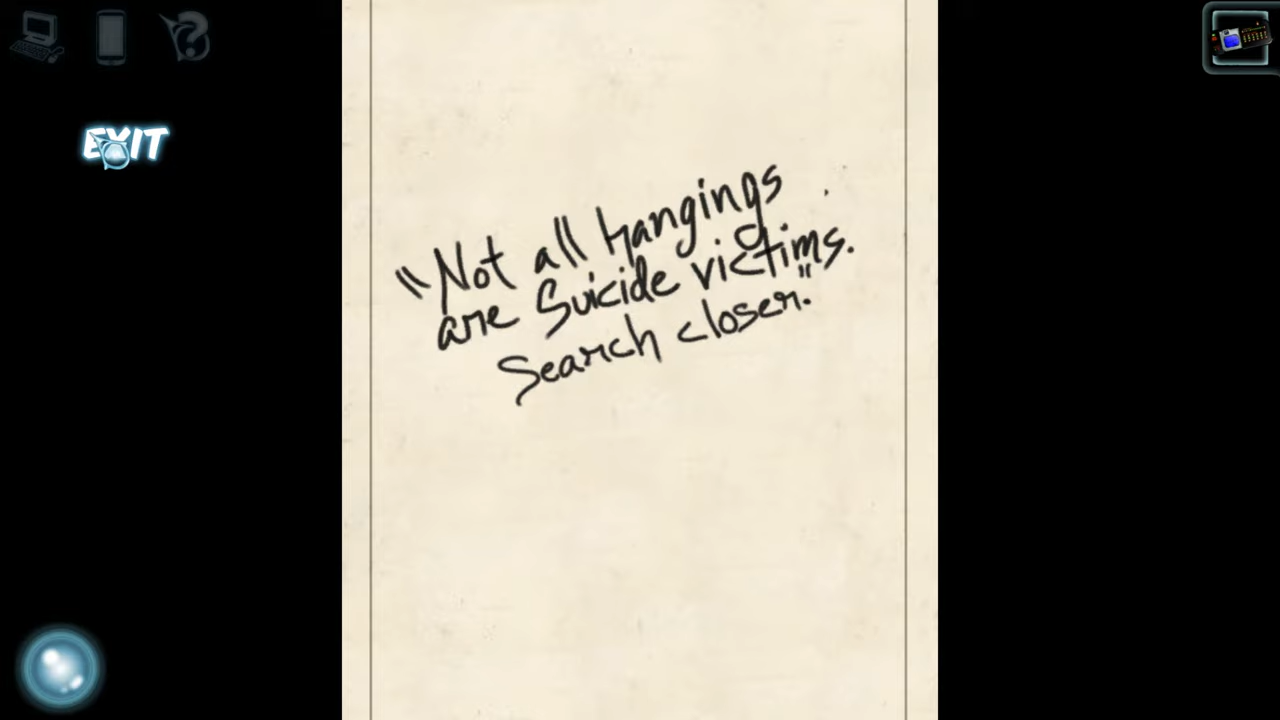 EXIT
"Not all hangings
are Suicide victims.
Search closer."